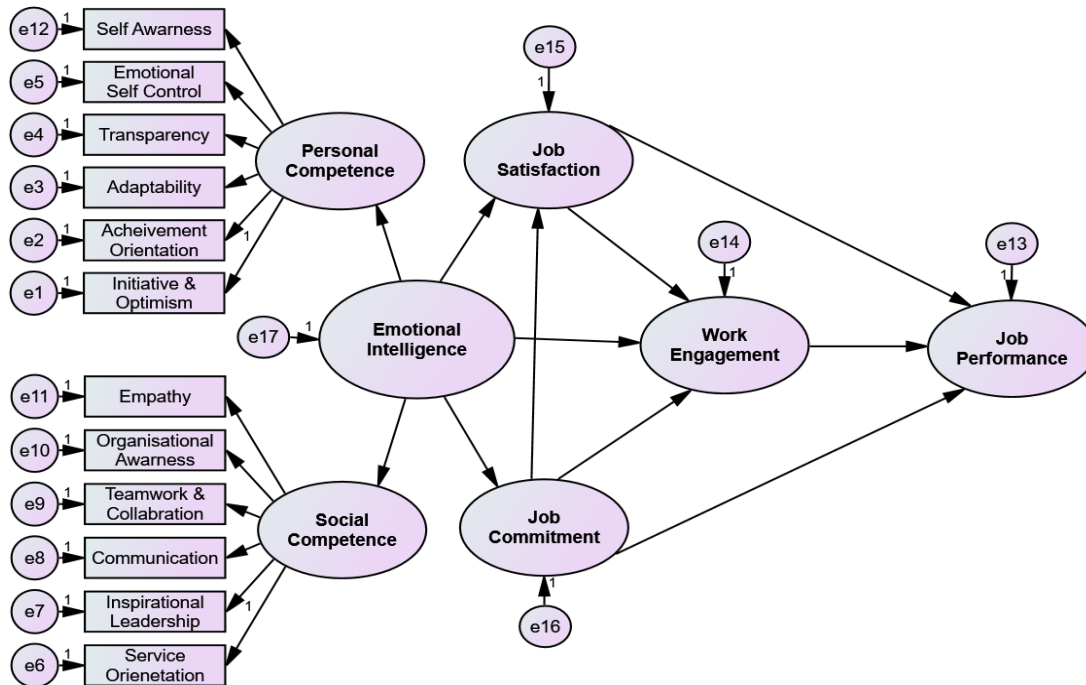 e12
1
Self Awarness
e5
1
Emotional
Self Control
e4
1
Transparency
e3
1
Adaptability
e2
1
Acheivement
Orientation
1
e1
1
Initiative &
Optimism
Personal
Competence
e17
1
Emotional
Intelligence
e11
1
Empathy
e10
1
Organisational
Awarness
e9
1
Teamwork &
Collabration
e8
1
Communication
e7
1
Inspirational
Leadership
1
e6
1
Service
Orienetation
Social
Competence
e15
1
Job
Satisfaction
e14
1
Work
Engagement
e13
1
Job
Performance
Job
Commitment
1
e16